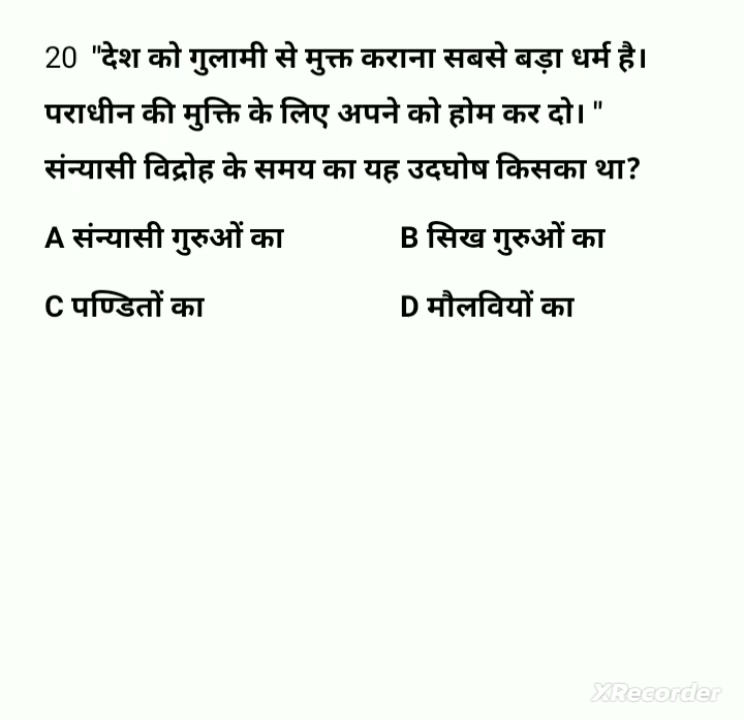 20 "देश को गुलामी से मुक्त कराना सबसे बड़ा धर्म है।
पराधीन की मुक्ति के लिए अपने को होम कर दो। "
संन्यासी विद्रोह के समय का यह उदघोष किसका था?
A संन्यासी गुरुओं का B सिख गुरुओं का
C पण्डितों का D मौलवियों का
XRecorder